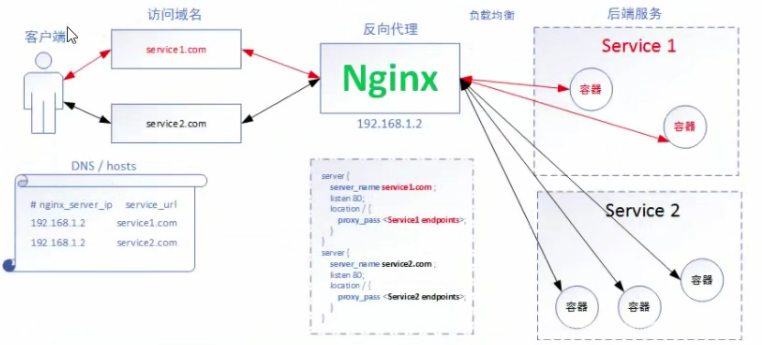 访问域名
负载均衡
后端服务
客户端
反向代理
service1.com
Service 1
Nginx
容器
service2.com
容器
192.168.1.2
DNS / hosts
# nginx_server_ip service_url
192.168.1.2 service1.com
192.168.1.2 service2.com
server {
server_name service1.com ;
listen 80;
location / {
proxy_pass <Service1 endpoints>;
}
}
server {
server_name service2.com ;
listen 80;
location / {
proxy_pass <Service2 endpoints>;
}
}
Service 2
容器
容器
容器